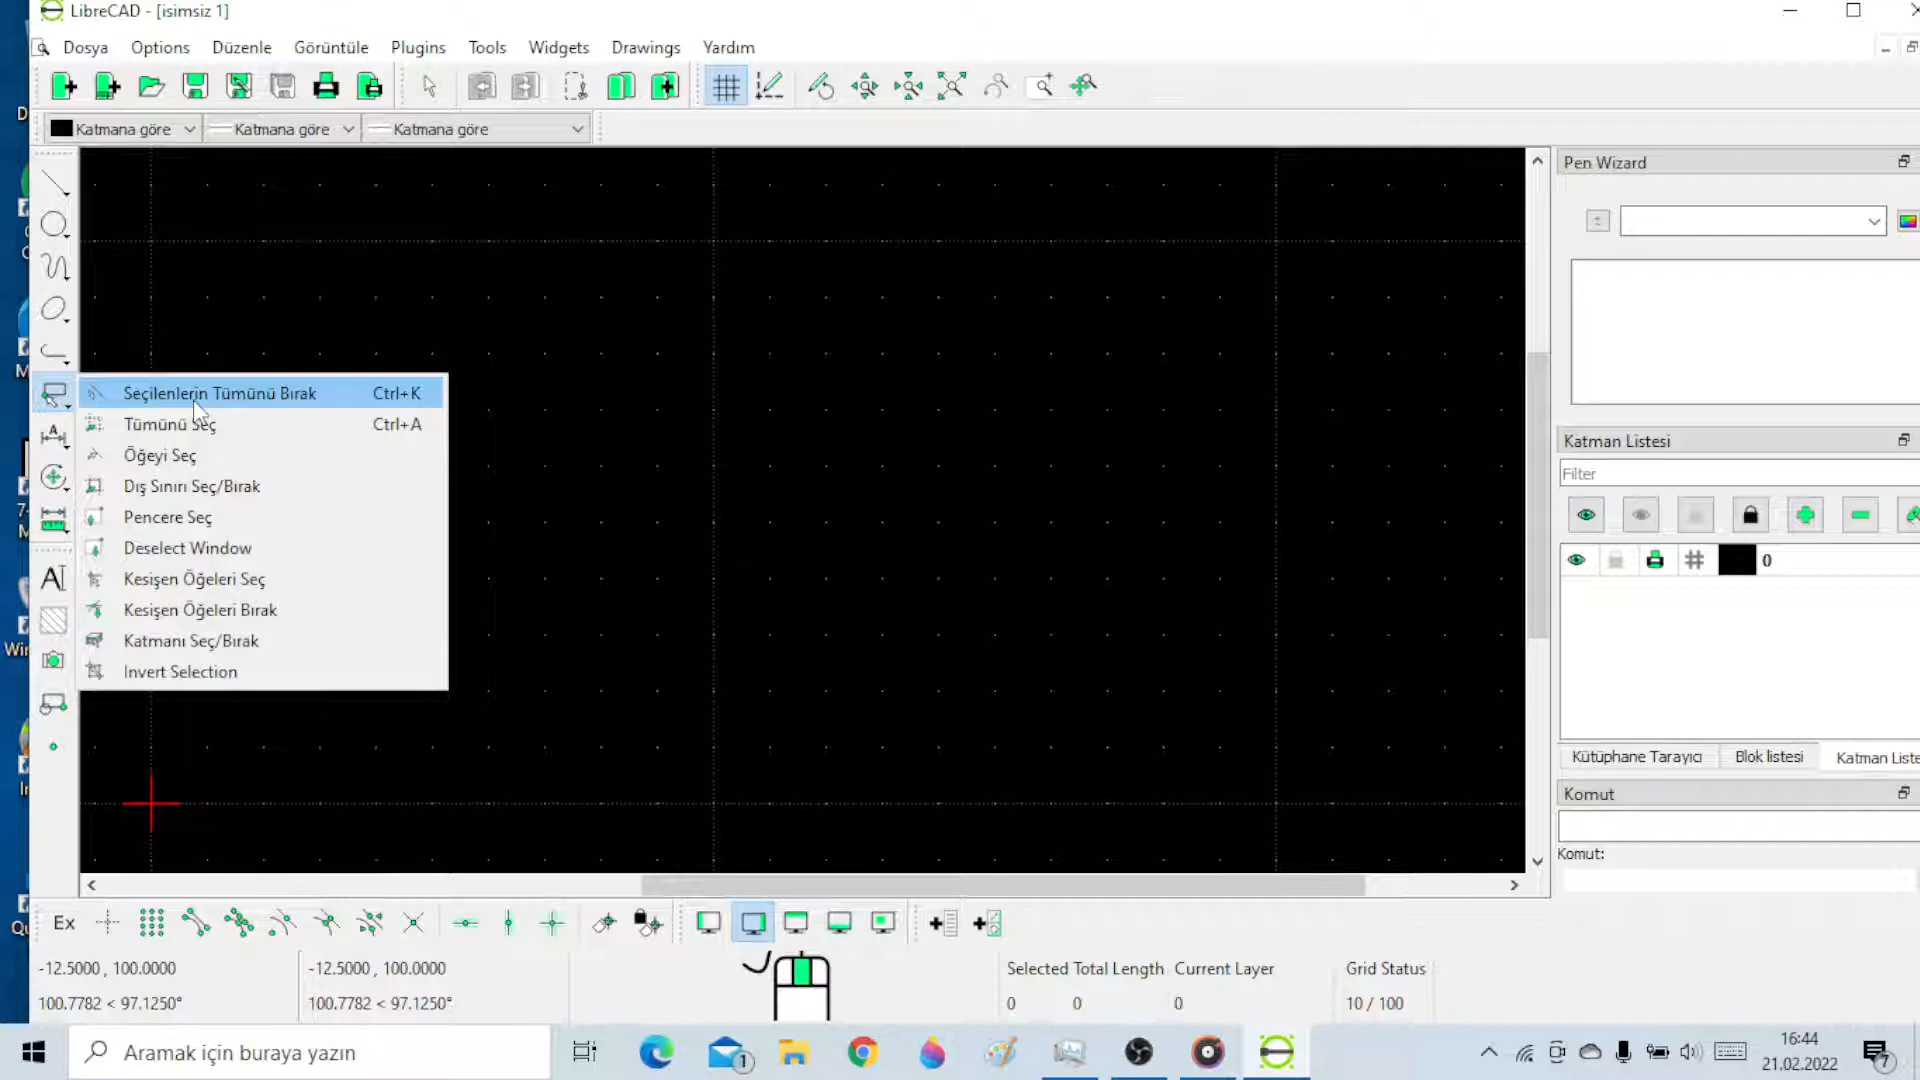 LibreCAD - [isimsiz 1]
Dosya Options Düzenle Görüntüle Plugins Tools Widgets Drawings Yardım
Katmana göre Katmana göre Katmana göre
Pen Wizard
Seçilenlerin Tümünü Bırak Ctrl+K
Tümünü Seç Ctrl+A
Öğeyi Seç
Dış Sınırı Seç/Bırak
Pencere Seç
Deselect Window
Kesişen Öğeleri Seç
Kesişen Öğeleri Bırak
Katmanı Seç/Bırak
Invert Selection
Katman Listesi
Filter
0
Kütüphane Tarayıcı Blok listesi Katman Liste
Komut
Komut:
Ex
-12.5000 , 100.0000 -12.5000 , 100.0000
100.7782 < 97.1250° 100.7782 < 97.1250°
Selected Total Length Current Layer Grid Status
0 0 0 10 / 100
Aramak için buraya yazın
1
16:44
21.02.2022
7